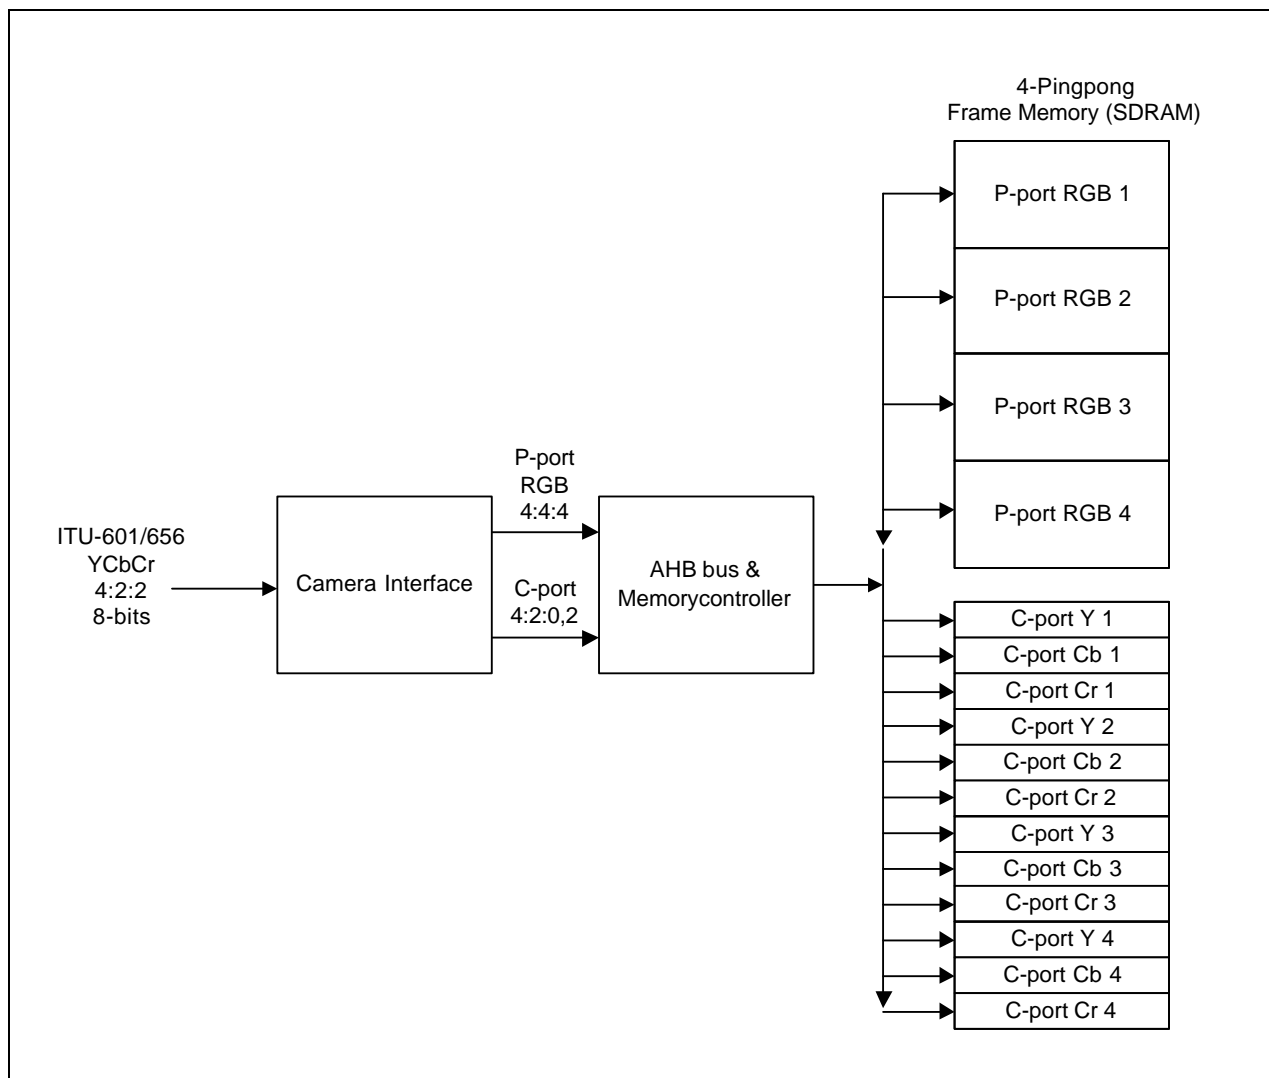 4-Pingpong
Frame Memory (SDRAM)
P-port RGB 1
P-port RGB 2
P-port RGB 3
P-port RGB 4
ITU-601/656
YCbCr
4:2:2
8-bits
Camera Interface
P-port
RGB
4:4:4
C-port
4:2:0,2
AHB bus &
Memorycontroller
C-port Y 1
C-port Cb 1
C-port Cr 1
C-port Y 2
C-port Cb 2
C-port Cr 2
C-port Y 3
C-port Cb 3
C-port Cr 3
C-port Y 4
C-port Cb 4
C-port Cr 4